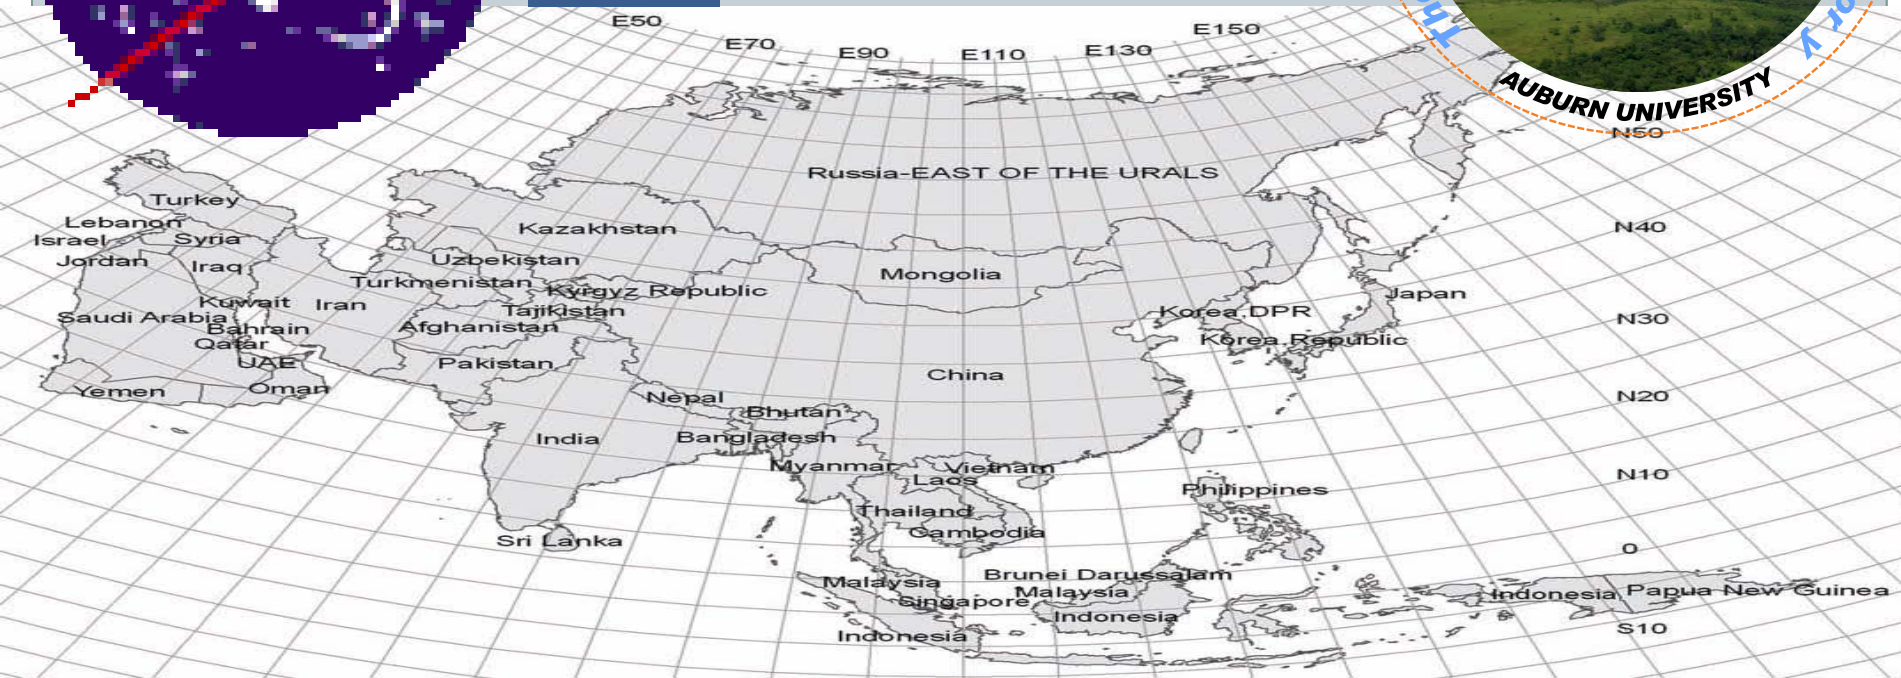 E50
E70
E90
E110
E130
E150
AUBURN UNIVERSITY
N50
Russia-EAST OF THE URALS
Turkey
Lebanon
Israel
Syria
Jordan
Iraq
Kazakhstan
Uzbekistan
Mongolia
N40
Turkmenistan
Kyrgyz Republic
Kuwait
Iran
Japan
Saudi Arabia
Tajikistan
Korea,DPR
N30
Bahrain
Afghanistan
Qatar
Korea.Republic
UAE
Pakistan
China
Yemen
Oman
Nepal
N20
Bhutan
India
Bangladesh
Myanmar
Vietnam
Laos
N10
Philippines
Thailand
Cambodia
Sri Lanka
0
Malaysia
Brunei Darussalam
Malaysia
Singapore
Indonesia
Indonesia
Papua New Guinea
Indonesia
S10